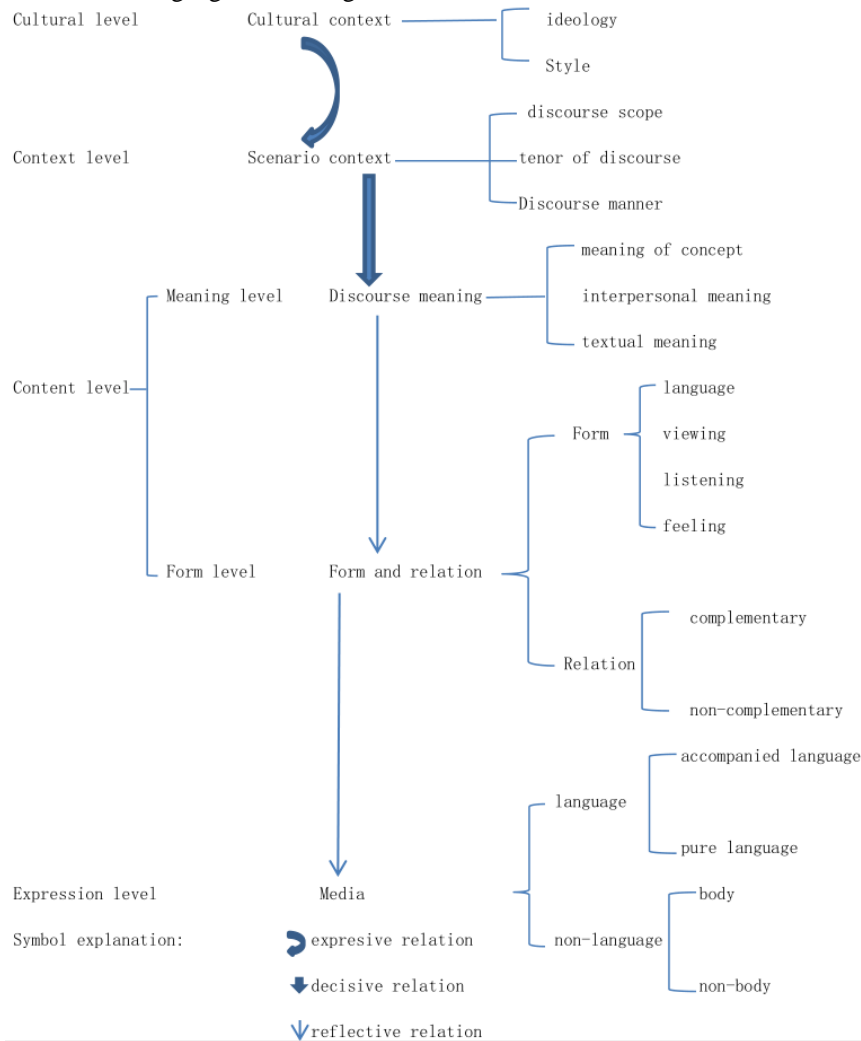 Cultural level Cultural context ideology
Style
discourse scope
Context level Scenario context tenor of discourse
Discourse manner
meaning of concept
Meaning level Discourse meaning interpersonal meaning
textual meaning
Content level language
Form viewing
listening
feeling
Form level Form and relation
complementary
Relation
non-complementary
accompanied language
language
pure language
Expression level Media body
Symbol explanation: expresive relation non-language
decisive relation non-body
reflective relation